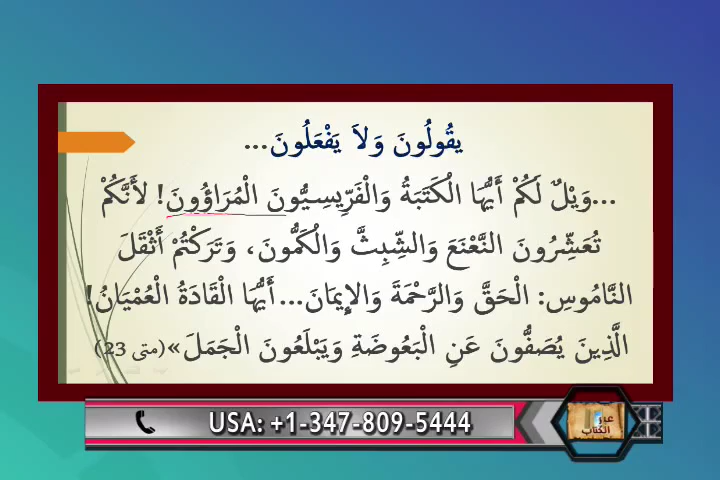 يَقُولُونَ وَلاَ يَفْعَلُونَ...
...وَيْلٌ لَكُمْ أَيُّهَا الْكَتَبَةُ وَالْفَرِّيسِيُّونَ الْمُرَاؤُونَ! لأَنَّكُمْ
تُعَشِّرُونَ النَّعْنَعَ وَالشِّبِثَّ وَالْكَمُّونَ، وَتَرَكْتُمْ أَثْقَلَ
النَّامُوسِ: الْحَقَّ وَالرَّحْمَةَ وَالإِيمَانَ...أَيُّهَا الْقَادَةُ الْعُمْيَانُ!
الَّذِينَ يُصَفُّونَ عَنِ الْبَعُوضَةِ وَيَبْلَعُونَ الْجَمَلَ»(متى 23)
USA: +1-347-809-5444
الكتاب